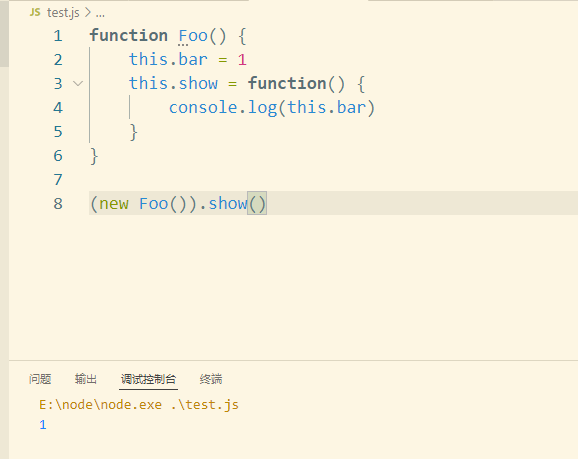 JS test.js > ...
1 function Foo() {
2     this.bar = 1
3     this.show = function() {
4         console.log(this.bar)
5     }
6 }
7
8 (new Foo()).show()
问题 输出 调试控制台 终端
E:\node\node.exe .\test.js
1